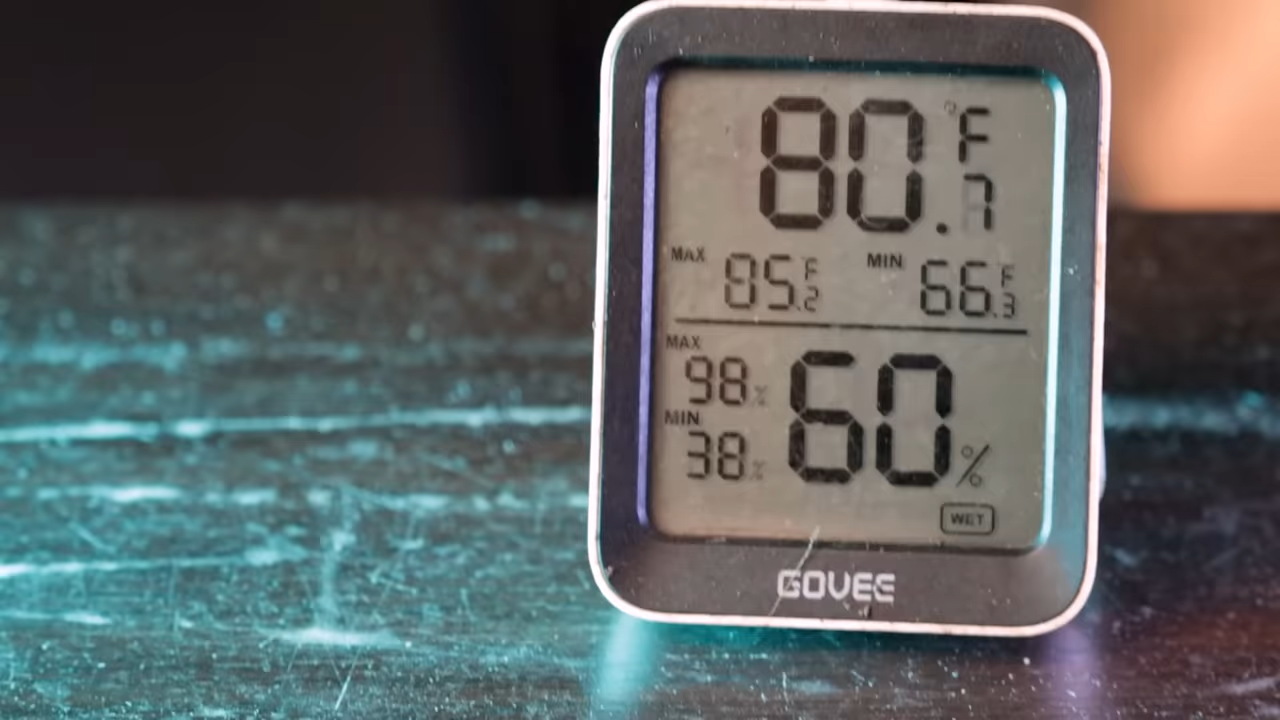 80.7 °F
MAX 85.2 F MIN 66.3 F
MAX
98%
60%
MIN
38%
WET
GOVEE